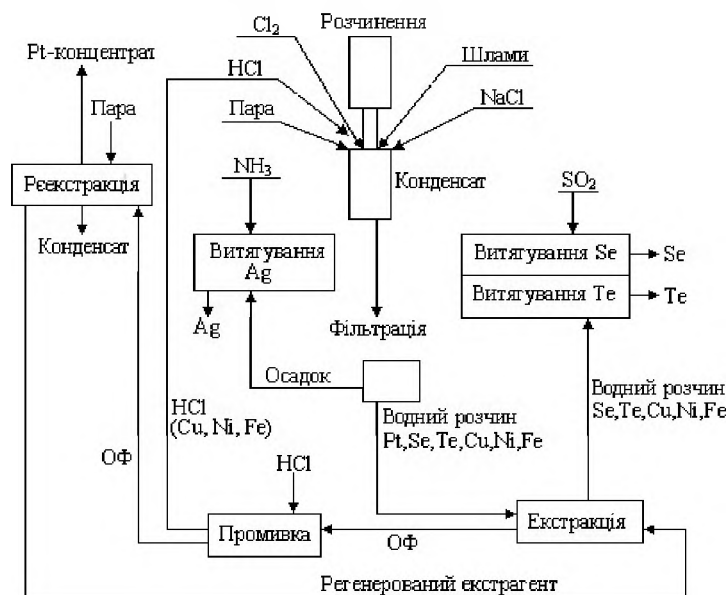 Розчинення
Cl₂
Pt-концентрат
HCl
Шлами
Пара
Пара
NaCl
Реекстракція
NH₃
Конденсат
SO₂
Конденсат
Витягування
Ag
Витягування Se
Se
Витягування Te
Te
Ag
Фільтрація
Осадок
HCl
(Cu, Ni, Fe)
Водний розчин
Pt,Se,Te,Cu,Ni,Fe
Водний розчин
Se,Te,Cu,Ni,Fe
ОФ
HCl
Промивка
ОФ
Екстракція
Регенерований екстрагент